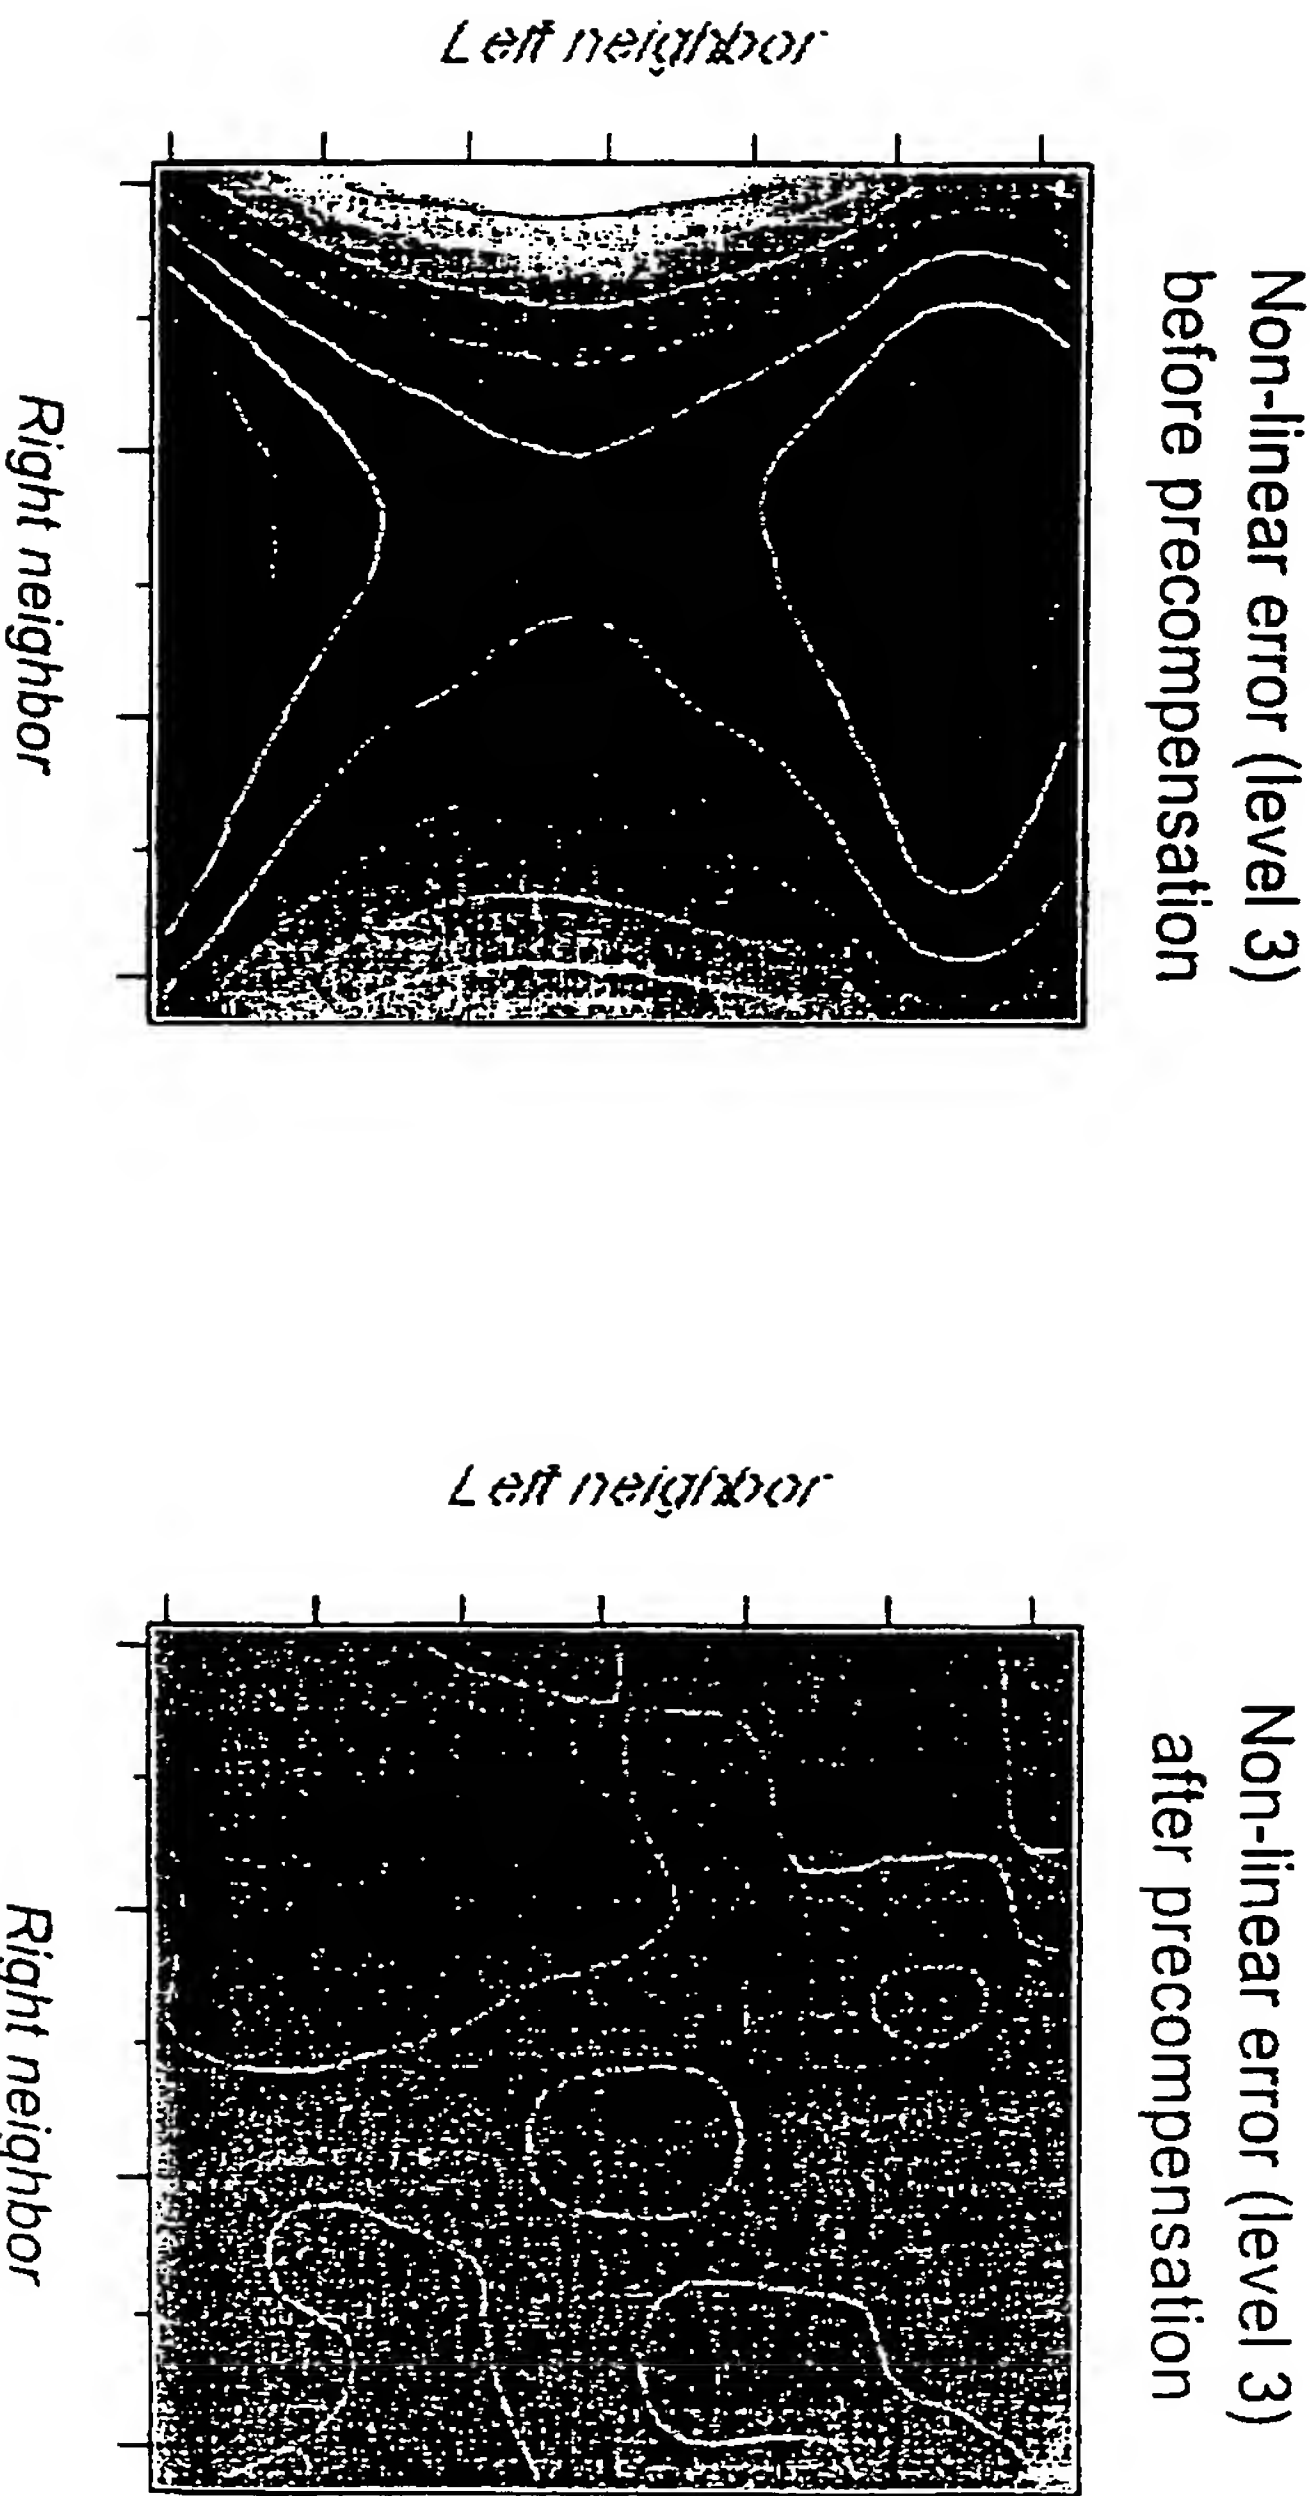 Non-linear error (level 3)
before precompensation
Left neighbor
Right neighbor
Non-linear error (level 3)
after precompensation
Left neighbor
Right neighbor